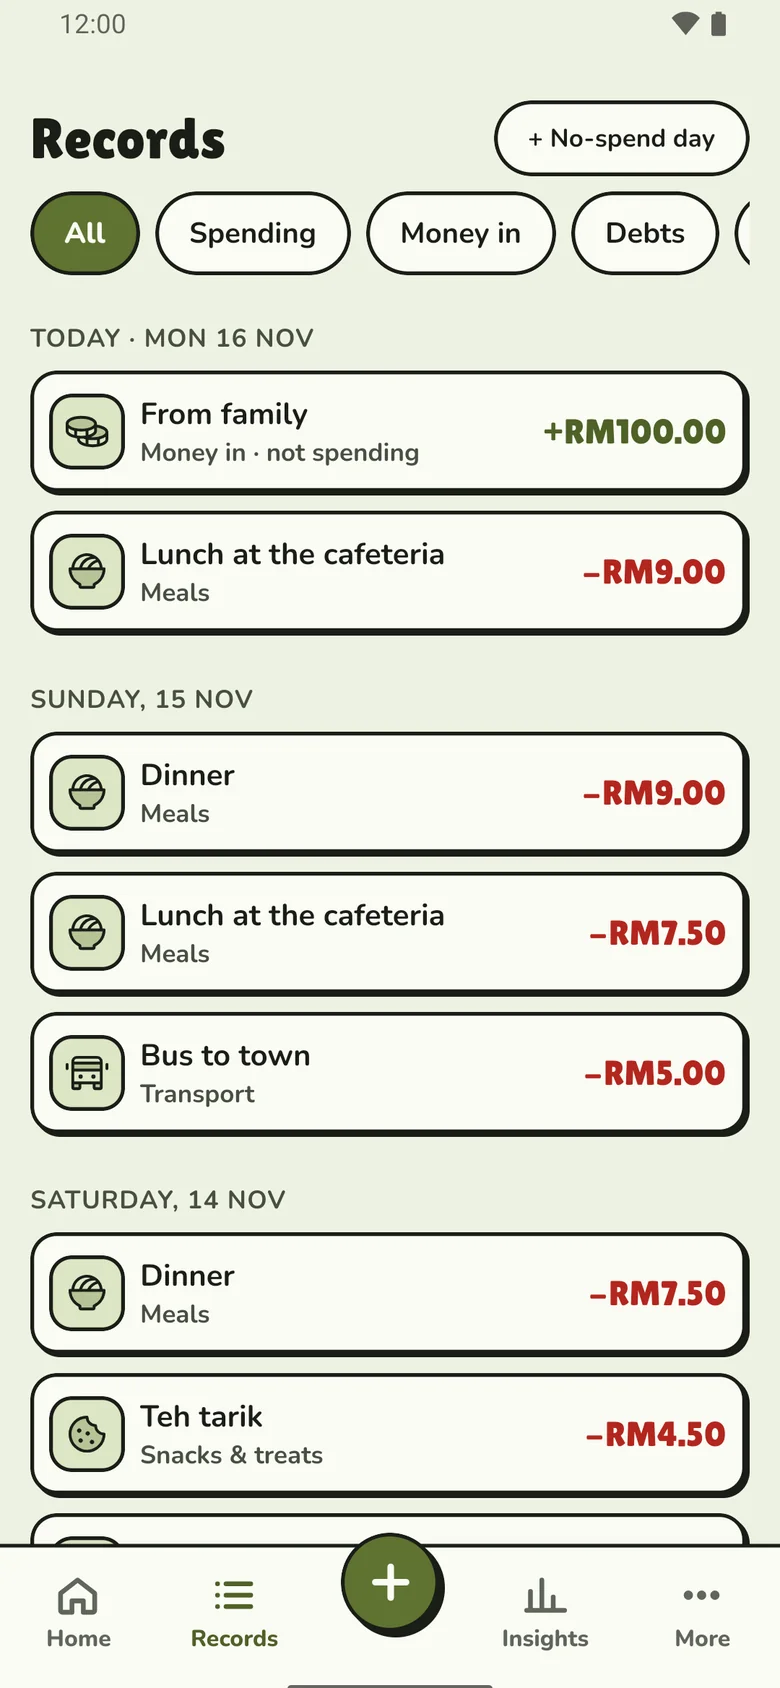 12:00
Records
+ No-spend day
All
Spending
Money in
Debts
TODAY · MON 16 NOV
From family
Money in · not spending
+RM100.00
Lunch at the cafeteria
Meals
−RM9.00
SUNDAY, 15 NOV
Dinner
Meals
−RM9.00
Lunch at the cafeteria
Meals
−RM7.50
Bus to town
Transport
−RM5.00
SATURDAY, 14 NOV
Dinner
Meals
−RM7.50
Teh tarik
Snacks & treats
−RM4.50
Home
Records
Insights
More